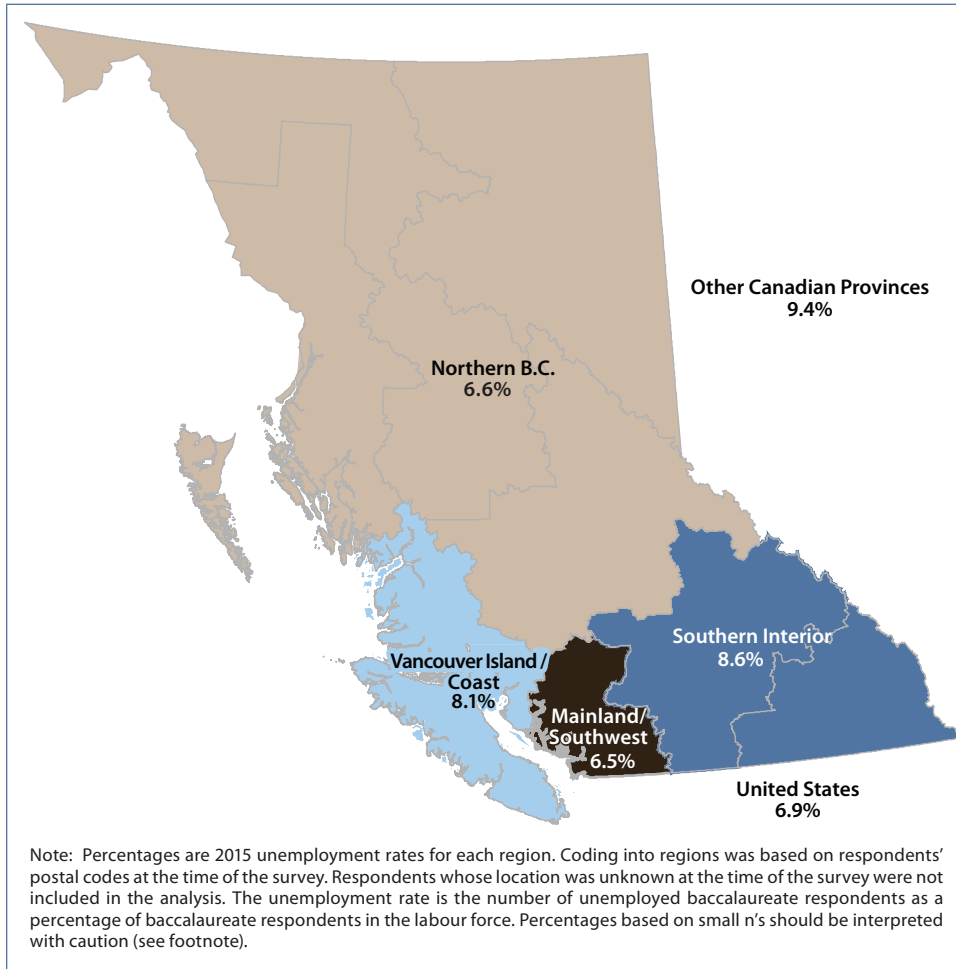 Other Canadian Provinces
9.4%
Northern B.C.
6.6%
Southern Interior
8.6%
Vancouver Island /
Coast
8.1%
Mainland/
Southwest
6.5%
United States
6.9%
Note:  Percentages are 2015 unemployment rates for each region. Coding into regions was based on respondents’
postal codes at the time of the survey. Respondents whose location was unknown at the time of the survey were not
included in the analysis. The unemployment rate is the number of unemployed baccalaureate respondents as a
percentage of baccalaureate respondents in the labour force. Percentages based on small n’s should be interpreted
with caution (see footnote).